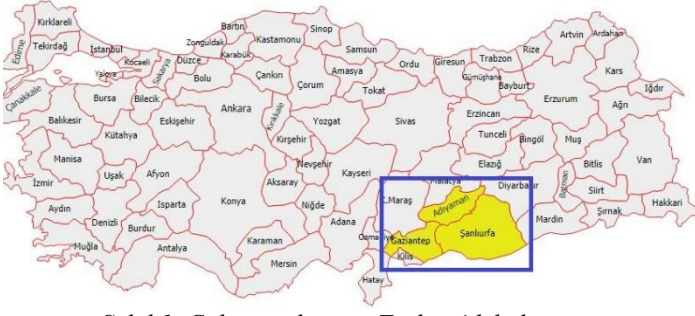 Kırklareli
Edirne
Tekirdağ
İstanbul
Kocaeli
Yalova
Sakarya
Düzce
Zonguldak
Bartın
Karabük
Kastamonu
Sinop
Samsun
Ordu
Giresun
Trabzon
Rize
Artvin
Ardahan
Bolu
Çankırı
Çorum
Amasya
Tokat
Gümüşhane
Bayburt
Kars
Iğdır
Çanakkale
Bursa
Bilecik
Balıkesir
Kütahya
Eskişehir
Ankara
Kırıkkale
Yozgat
Sivas
Erzincan
Erzurum
Ağrı
Kırşehir
Tunceli
Bingöl
Muş
Manisa
Uşak
Afyon
Nevşehir
Kayseri
Malatya
Elazığ
Diyarbakır
Batman
Bitlis
Van
Siirt
İzmir
Aksaray
Niğde
K.Maraş
Adıyaman
Şırnak
Hakkari
Mardin
Aydın
Denizli
Isparta
Burdur
Konya
Adana
Osmaniye
Gaziantep
Şanlıurfa
Kilis
Muğla
Antalya
Karaman
Mersin
Hatay